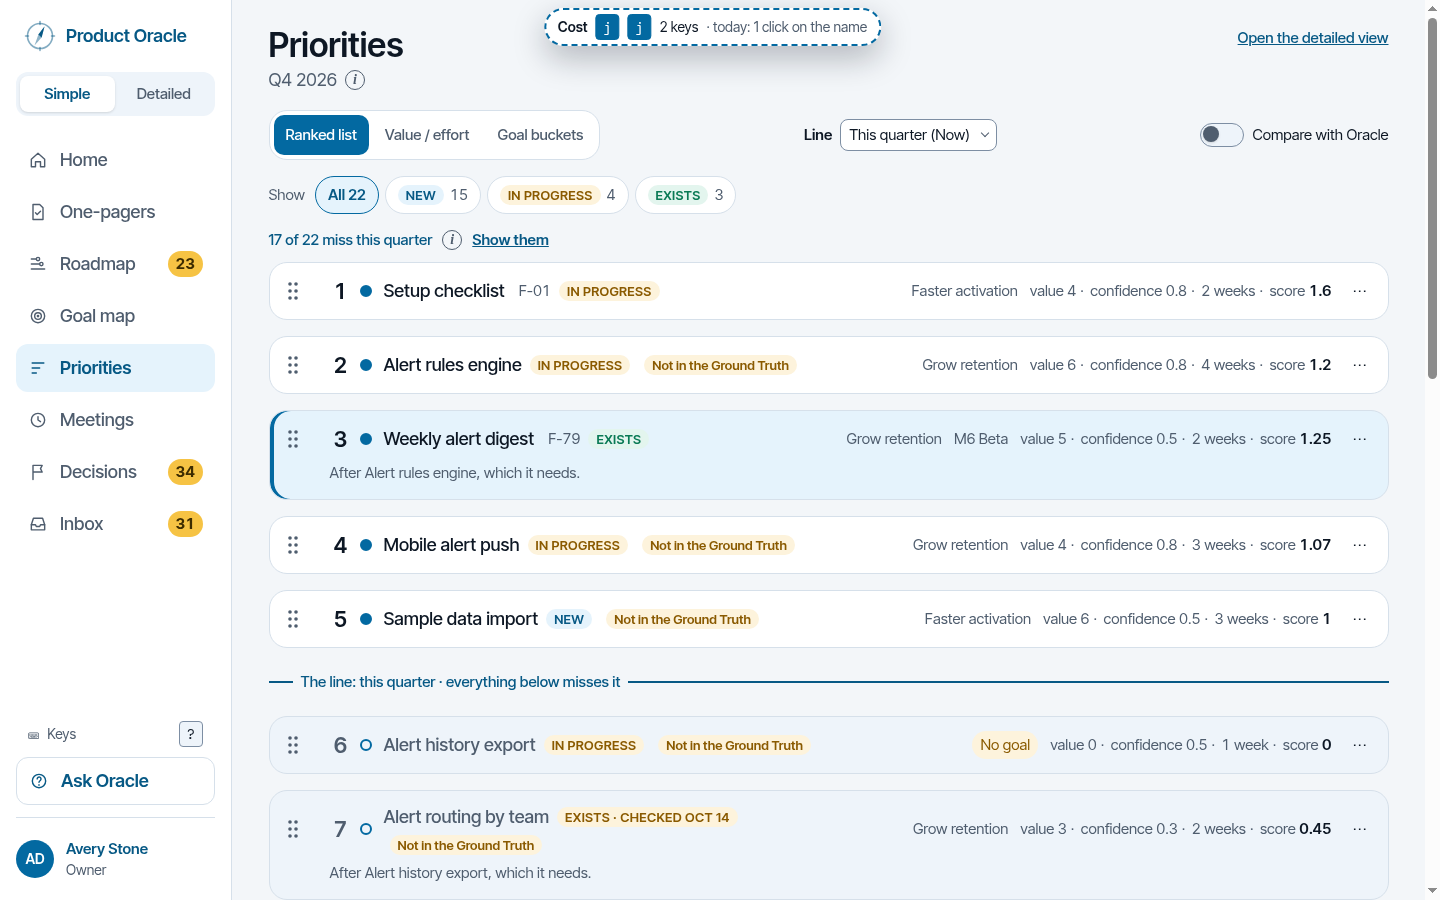 Product Oracle
Simple Detailed
Home
One-pagers
Roadmap 23
Goal map
Priorities
Meetings
Decisions 34
Inbox 31
Keys ?
Ask Oracle
AD Avery Stone
Owner
Cost j j 2 keys · today: 1 click on the name
Priorities
Open the detailed view
Q4 2026 i
Ranked list Value / effort Goal buckets
Line This quarter (Now)
Compare with Oracle
Show All 22 NEW 15 IN PROGRESS 4 EXISTS 3
17 of 22 miss this quarter i Show them
1 Setup checklist F-01 IN PROGRESS Faster activation value 4 · confidence 0.8 · 2 weeks · score 1.6 ...
2 Alert rules engine IN PROGRESS Not in the Ground Truth Grow retention value 6 · confidence 0.8 · 4 weeks · score 1.2 ...
3 Weekly alert digest F-79 EXISTS Grow retention M6 Beta value 5 · confidence 0.5 · 2 weeks · score 1.25 ...
After Alert rules engine, which it needs.
4 Mobile alert push IN PROGRESS Not in the Ground Truth Grow retention value 4 · confidence 0.8 · 3 weeks · score 1.07 ...
5 Sample data import NEW Not in the Ground Truth Faster activation value 6 · confidence 0.5 · 3 weeks · score 1 ...
The line: this quarter · everything below misses it
6 Alert history export IN PROGRESS Not in the Ground Truth No goal value 0 · confidence 0.5 · 1 week · score 0 ...
7 Alert routing by team EXISTS · CHECKED OCT 14 Grow retention value 3 · confidence 0.3 · 2 weeks · score 0.45 ...
Not in the Ground Truth
After Alert history export, which it needs.